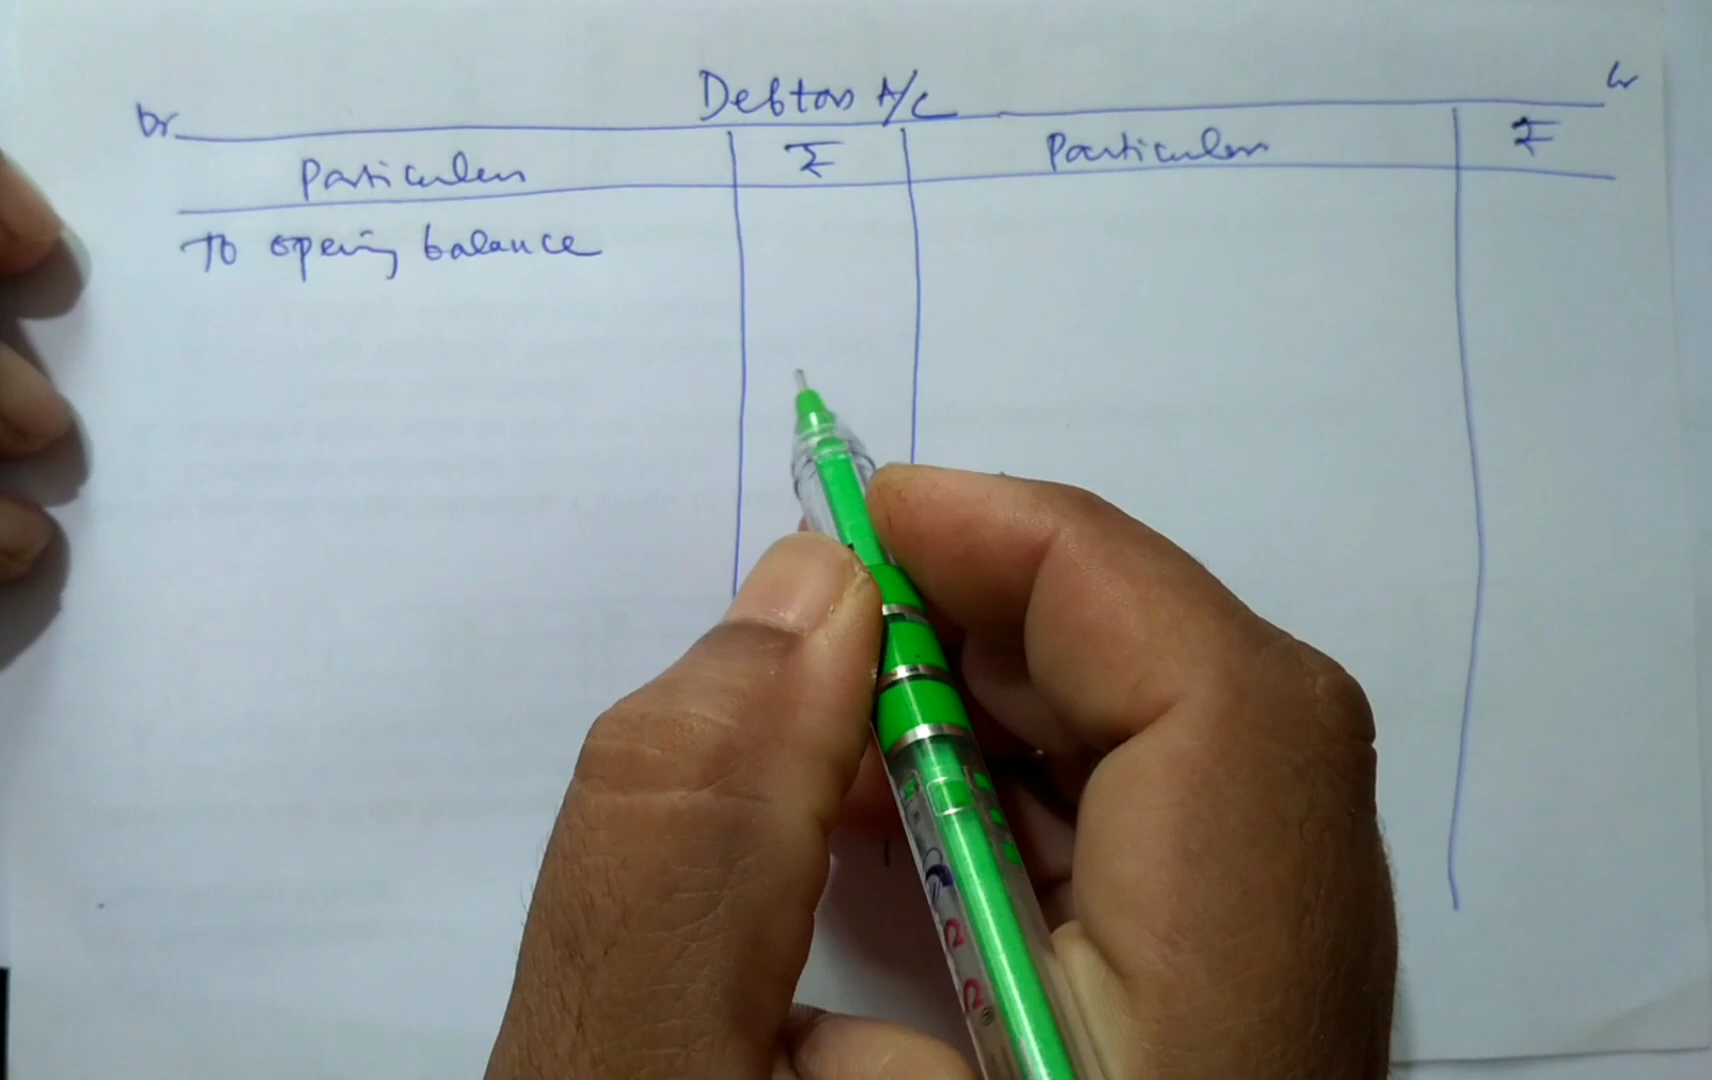 Debtors A/c
Dr Cr
Particulars ₹ Particulars ₹
To opening balance